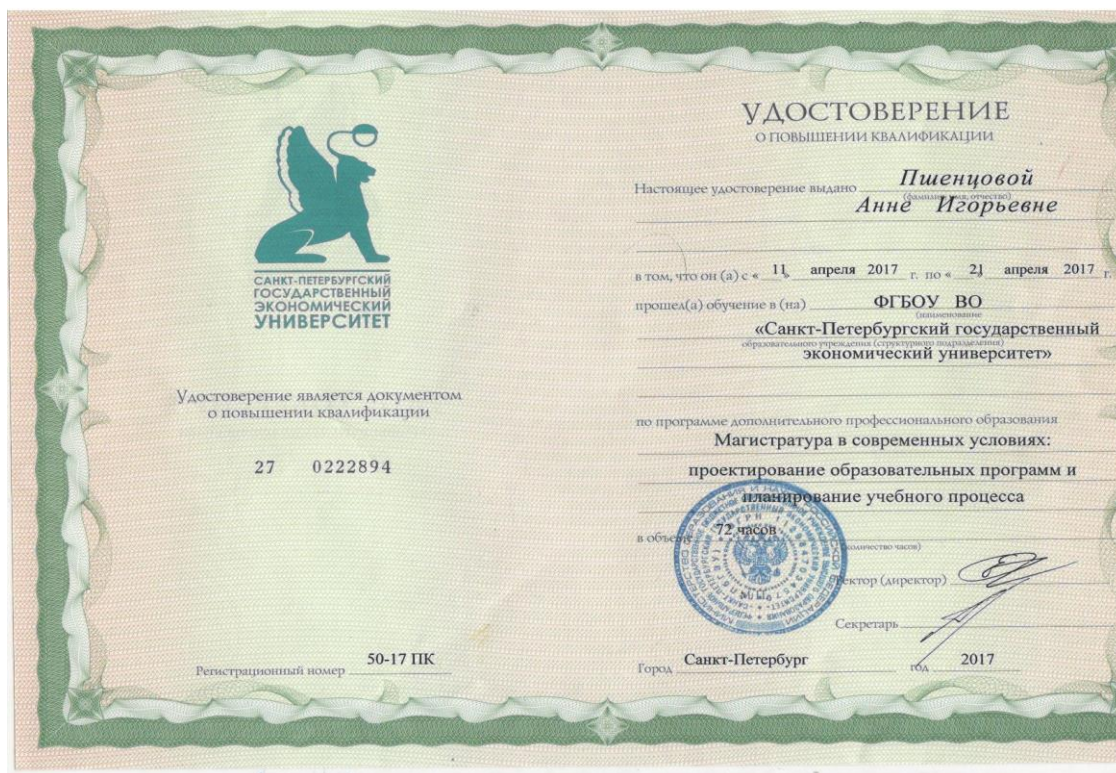 САНКТ-ПЕТЕРБУРГСКИЙ
ГОСУДАРСТВЕННЫЙ
ЭКОНОМИЧЕСКИЙ
УНИВЕРСИТЕТ
Удостоверение является документом
о повышении квалификации
27 0222894
Регистрационный номер 50-17 ПК
УДОСТОВЕРЕНИЕ
О ПОВЫШЕНИИ КВАЛИФИКАЦИИ
Настоящее удостоверение выдано Пшенцовой
(фамилия, имя, отчество)
Анне Игорьевне
в том, что он (а) с « 11 » апреля 2017 г. по « 21 » апреля 2017 г.
прошел(а) обучение в (на) ФГБОУ ВО
(наименование
«Санкт-Петербургский государственный
образовательного учреждения (структурного подразделения)
экономический университет»
по программе дополнительного профессионального образования
Магистратура в современных условиях:
проектирование образовательных программ и
планирование учебного процесса
в объеме 72 часов
(количество часов)
Ректор (директор)
Секретарь
Город Санкт-Петербург год 2017